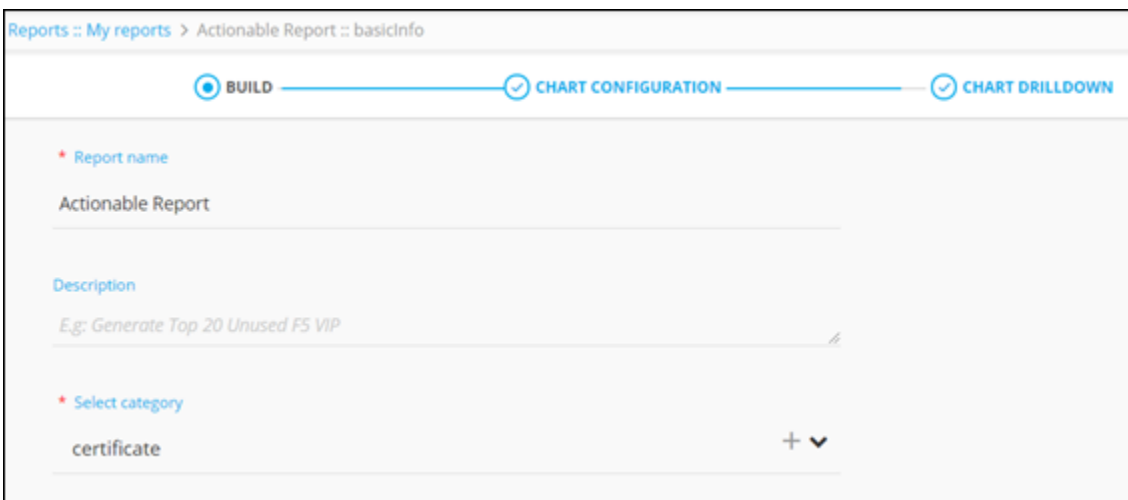 Reports :: My reports > Actionable Report :: basicInfo
BUILD CHART CONFIGURATION CHART DRILLDOWN
* Report name
Actionable Report
Description
E.g: Generate Top 20 Unused F5 VIP
* Select category
certificate